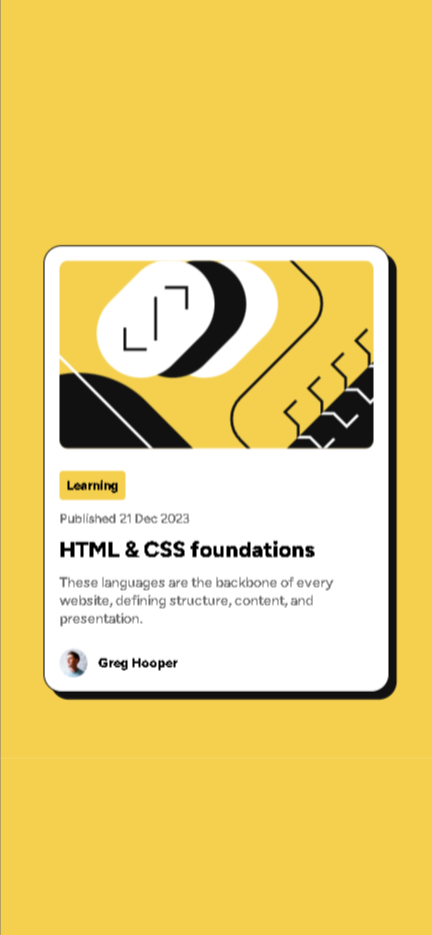 Learning
Published 21 Dec 2023
HTML & CSS foundations
These languages are the backbone of every
website, defining structure, content, and
presentation.
Greg Hooper